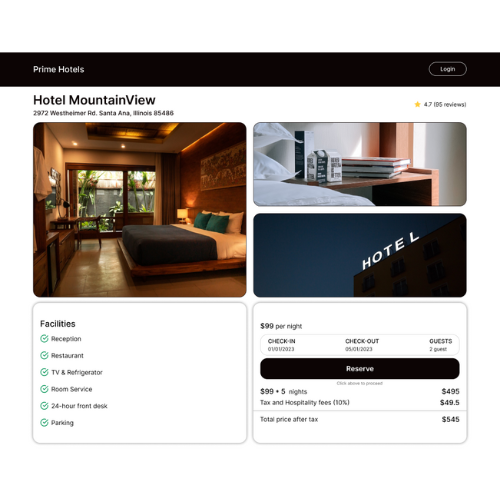 Prime Hotels
Login
Hotel MountainView
2972 Westheimer Rd. Santa Ana, Illinois 85486
4.7 (95 reviews)
HOTEL
Facilities
Reception
Restaurant
TV & Refrigerator
Room Service
24-hour front desk
Parking
$99 per night
CHECK-IN CHECK-OUT GUESTS
01/01/2023 05/01/2023 2 guest
Reserve
Click above to proceed
$99 * 5 nights $495
Tax and Hospitality fees (10%) $49.5
Total price after tax $545